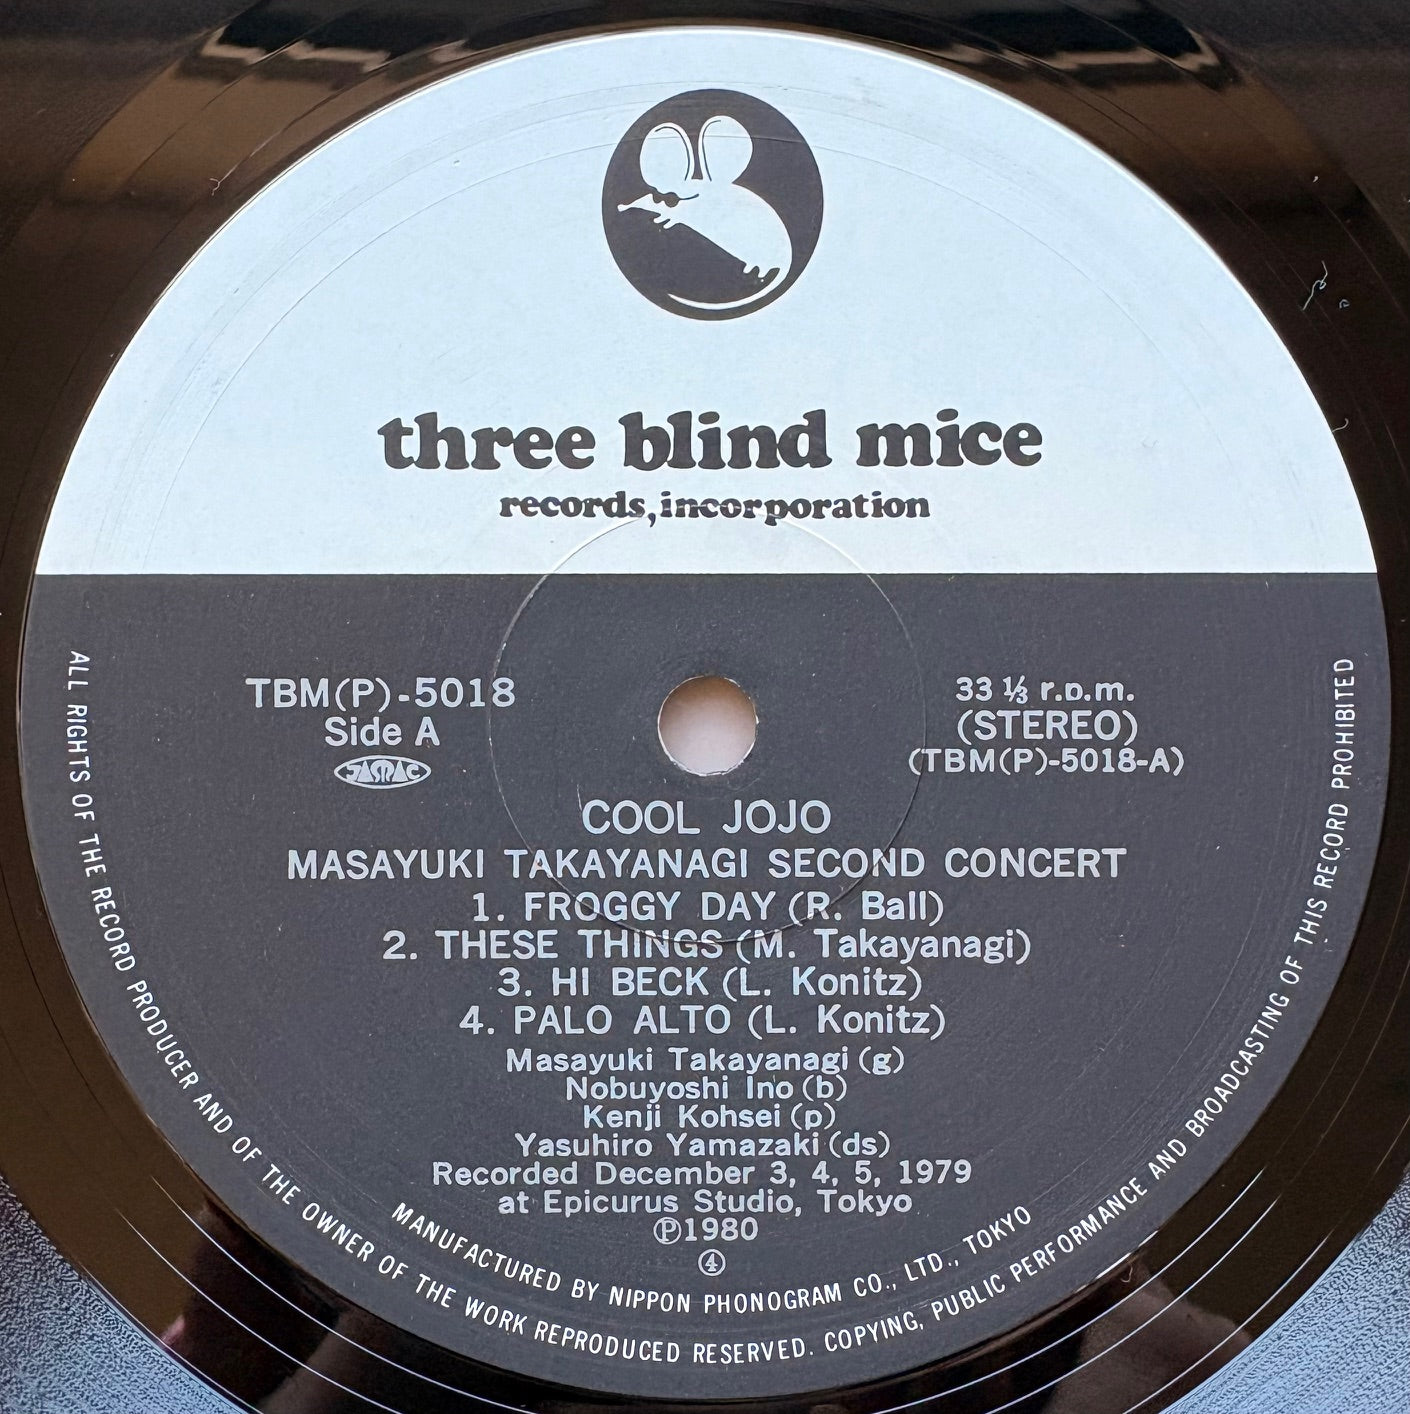 three blind mice
records,incorporation
TBM(P)-5018
Side A
JASRAC
33 ⅓ r.p.m.
(STEREO)
(TBM(P)-5018-A)
COOL JOJO
MASAYUKI TAKAYANAGI SECOND CONCERT
1. FROGGY DAY (R. Ball)
2. THESE THINGS (M. Takayanagi)
3. HI BECK (L. Konitz)
4. PALO ALTO (L. Konitz)
Masayuki Takayanagi (g)
Nobuyoshi Ino (b)
Kenji Kohsei (p)
Yasuhiro Yamazaki (ds)
Recorded December 3, 4, 5, 1979
at Epicurus Studio, Tokyo
Ⓟ1980
④
MANUFACTURED BY NIPPON PHONOGRAM CO., LTD., TOKYO
ALL RIGHTS OF THE RECORD PRODUCER AND OF THE OWNER OF THE WORK REPRODUCED RESERVED. COPYING, PUBLIC PERFORMANCE AND BROADCASTING OF THIS RECORD PROHIBITED